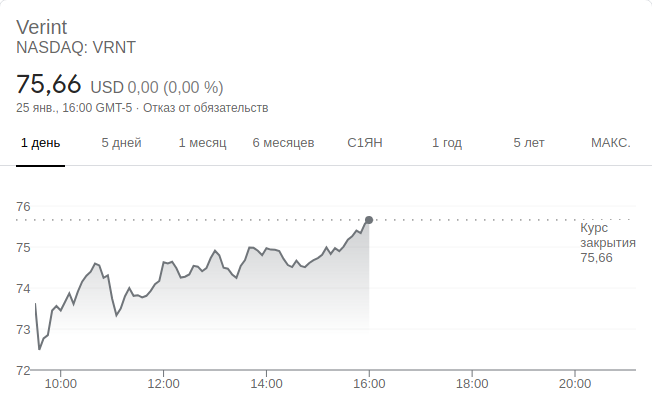 Verint
NASDAQ: VRNT
75,66 USD 0,00 (0,00 %)
25 янв., 16:00 GMT-5 · Отказ от обязательств
1 день 5 дней 1 месяц 6 месяцев С1ЯН 1 год 5 лет МАКС.
76
Курс
закрытия
75,66
75
74
73
72
10:00 12:00 14:00 16:00 18:00 20:00